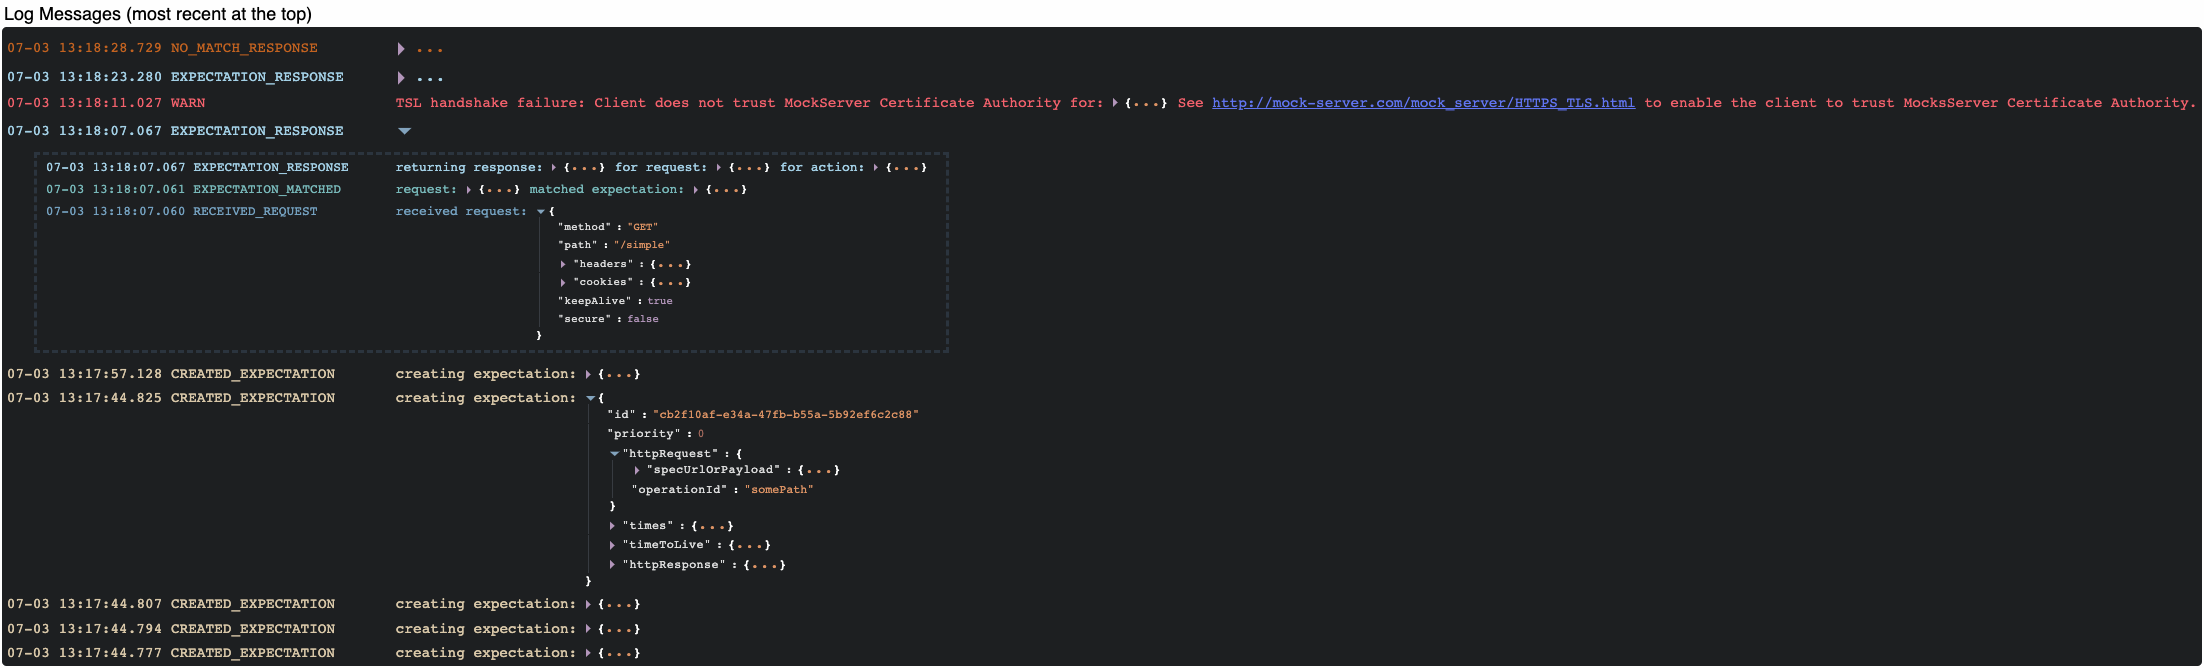 Log Messages (most recent at the top)
07-03 13:18:28.729 NO_MATCH_RESPONSE ...
07-03 13:18:23.280 EXPECTATION_RESPONSE ...
07-03 13:18:11.027 WARN TSL handshake failure: Client does not trust MockServer Certificate Authority for: {...} See http://mock-server.com/mock_server/HTTPS_TLS.html to enable the client to trust MocksServer Certificate Authority.
07-03 13:18:07.067 EXPECTATION_RESPONSE
07-03 13:18:07.067 EXPECTATION_RESPONSE returning response: {...} for request: {...} for action: {...}
07-03 13:18:07.061 EXPECTATION_MATCHED request: {...} matched expectation: {...}
07-03 13:18:07.060 RECEIVED_REQUEST received request: {
"method" : "GET"
"path" : "/simple"
"headers" : {...}
"cookies" : {...}
"keepAlive" : true
"secure" : false
}
07-03 13:17:57.128 CREATED_EXPECTATION creating expectation: {...}
07-03 13:17:44.825 CREATED_EXPECTATION creating expectation: {
"id" : "cb2f10af-e34a-47fb-b55a-5b92ef6c2c88"
"priority" : 0
"httpRequest" : {
"specUrlOrPayload" : {...}
"operationId" : "somePath"
}
"times" : {...}
"timeToLive" : {...}
"httpResponse" : {...}
}
07-03 13:17:44.807 CREATED_EXPECTATION creating expectation: {...}
07-03 13:17:44.794 CREATED_EXPECTATION creating expectation: {...}
07-03 13:17:44.777 CREATED_EXPECTATION creating expectation: {...}